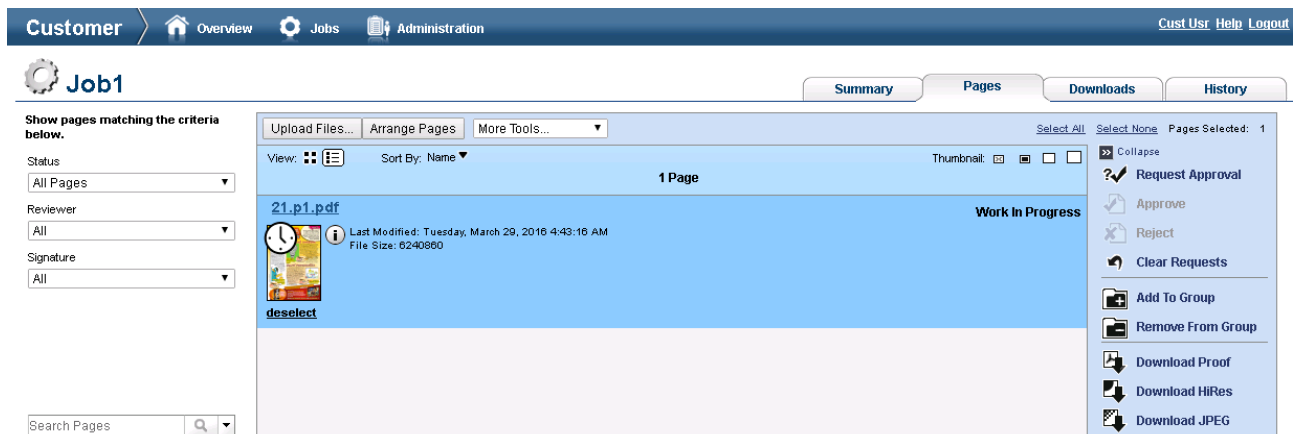 Customer Overview Jobs Administration Cust Usr Help Logout
Job1
Summary Pages Downloads History
Show pages matching the criteria
below.
Status
All Pages
Reviewer
All
Signature
All
Search Pages
Upload Files... Arrange Pages More Tools... Select All Select None Pages Selected: 1
View: Sort By: Name Thumbnail:
1 Page
21.p1.pdf Work In Progress
Last Modified: Tuesday, March 29, 2016 4:43:16 AM
File Size: 6240860
deselect
Collapse
Request Approval
Approve
Reject
Clear Requests
Add To Group
Remove From Group
Download Proof
Download HiRes
Download JPEG